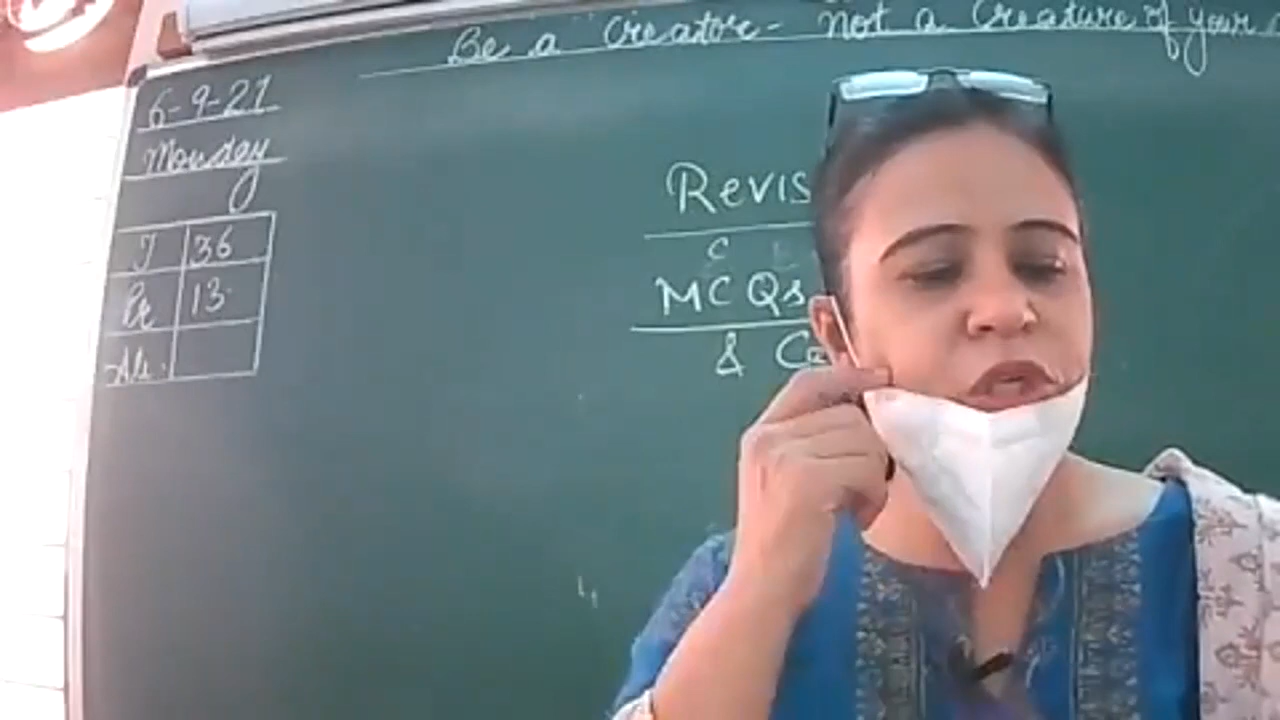 Be a Creator - Not a Creature of your
6-9-21
Monday
T 36
Pr 13
Ab.
Revis
MCQs
&